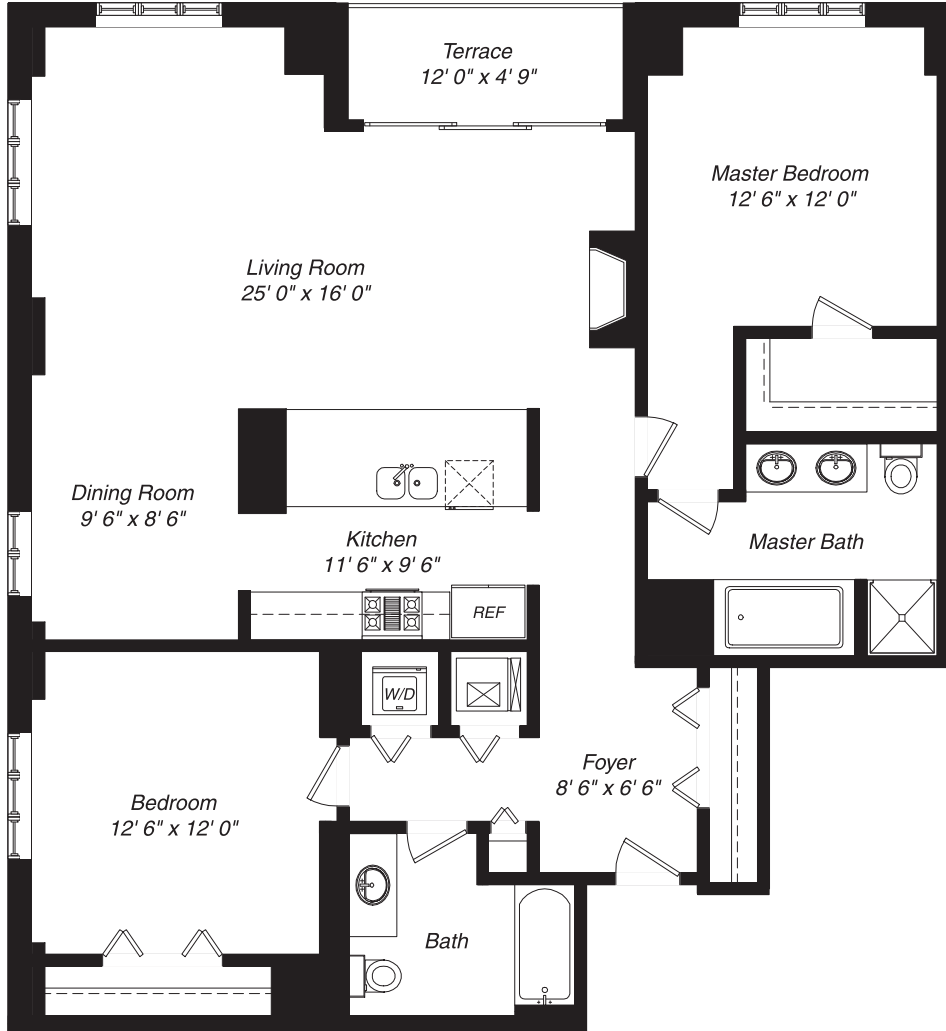 Terrace
12' 0" x 4' 9"
Master Bedroom
12' 6" x 12' 0"
Living Room
25' 0" x 16' 0"
Dining Room
9' 6" x 8' 6"
Kitchen
11' 6" x 9' 6"
Master Bath
REF
W/D
Foyer
8' 6" x 6' 6"
Bedroom
12' 6" x 12' 0"
Bath